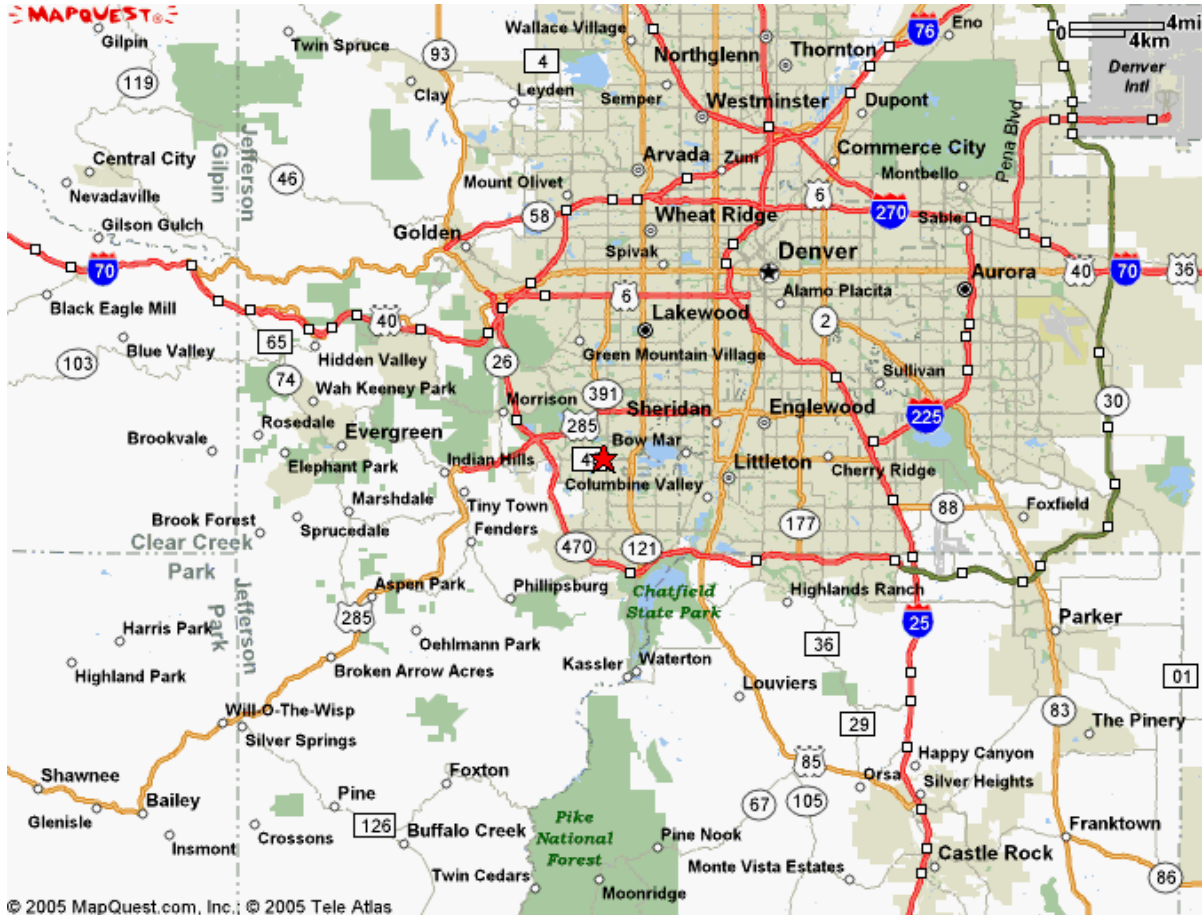 MAPQUEST®
4mi
0
4km
Gilpin
Twin Spruce
93
Wallace Village
Northglenn
Thornton
76
Eno
119
4
Clay
Leyden
Semper
Westminster
Dupont
Denver
Intl
Jefferson
Gilpin
Central City
Nevadaville
46
Arvada
Zuni
Commerce City
Montbello
Pena Blvd
Mount Olivet
58
Wheat Ridge
6
270
Sable
Gilson Gulch
Golden
Spivak
Denver
70
Aurora
40
70
36
Black Eagle Mill
6
Alamo Placita
Lakewood
2
40
65
Blue Valley
Hidden Valley
26
Green Mountain Village
Sullivan
103
74
Wah Keeney Park
Morrison
391
Sheridan
Englewood
225
30
Rosedale
Evergreen
285
Brookvale
Bow Mar
Elephant Park
Indian Hills
Littleton
Cherry Ridge
Columbine Valley
Marshdale
Tiny Town
88
Foxfield
Brook Forest
Sprucedale
Fenders
177
Clear Creek
470
121
Park
Jefferson
Park
Aspen Park
Phillipsburg
Chatfield
State Park
Highlands Ranch
285
25
Parker
Harris Park
Oehlmann Park
36
Highland Park
Broken Arrow Acres
Kassler
Waterton
01
Louviers
Will-O-The-Wisp
Silver Springs
29
83
The Pinery
85
Happy Canyon
Shawnee
Foxton
Orsa
Silver Heights
Bailey
Pine
67
105
Glenisle
126
Pike
National
Forest
Insmont
Crossons
Buffalo Creek
Pine Nook
Franktown
Castle Rock
Twin Cedars
Monte Vista Estates
Moonridge
86
© 2005 MapQuest.com, Inc.; © 2005 Tele Atlas